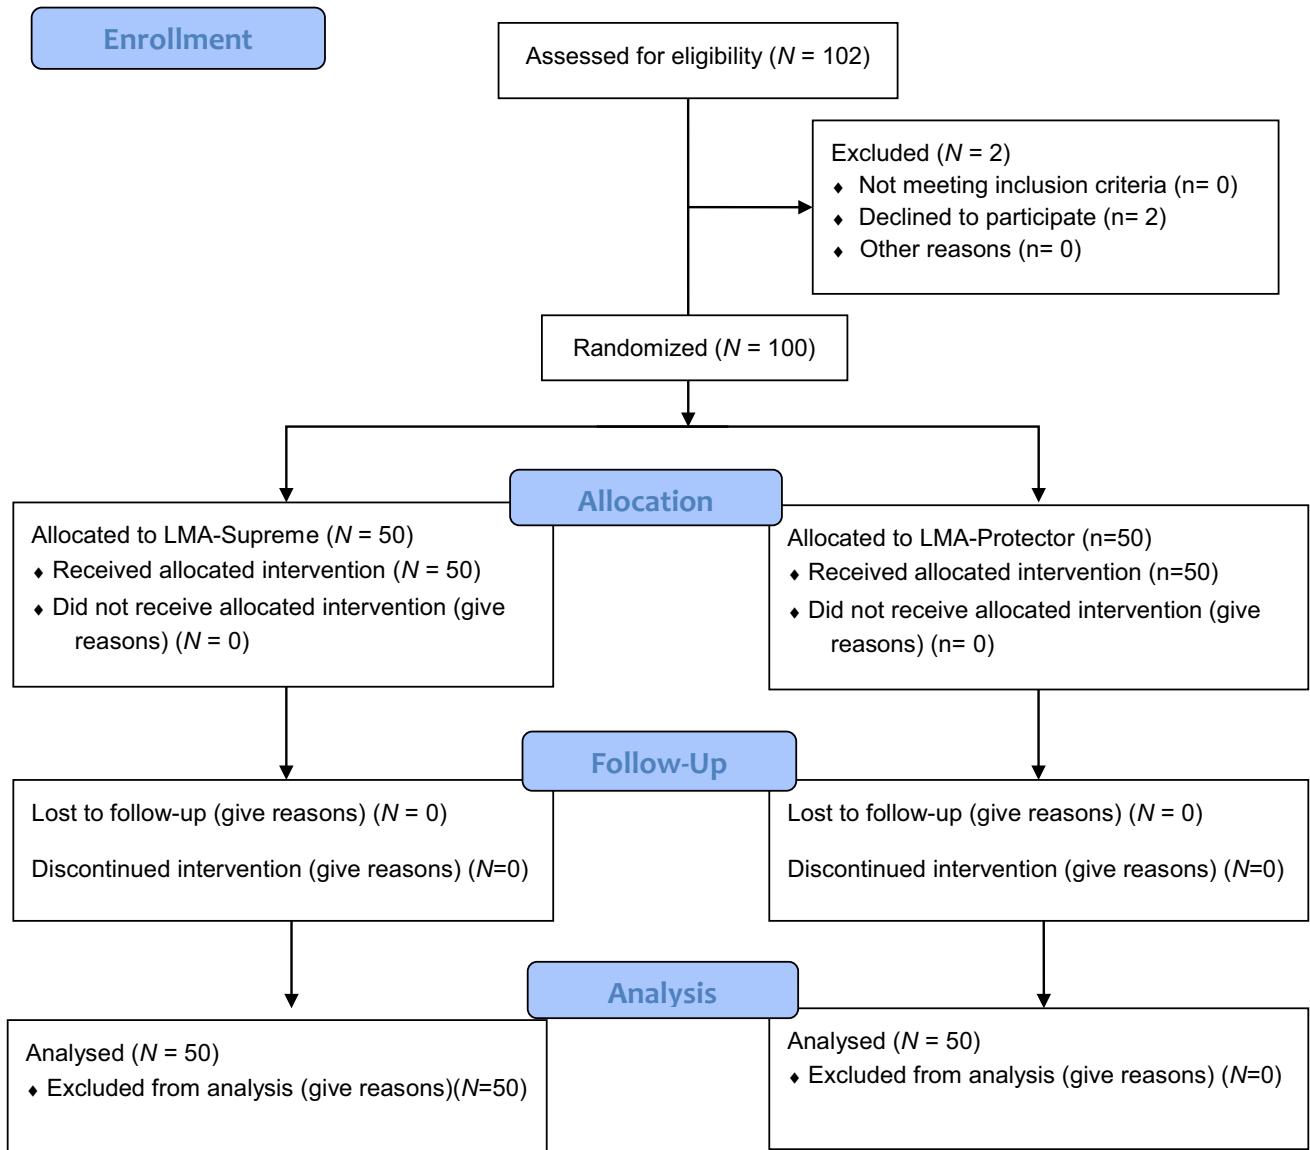 Enrollment
Assessed for eligibility (N = 102)
Excluded (N = 2)
♦ Not meeting inclusion criteria (n= 0)
♦ Declined to participate (n= 2)
♦ Other reasons (n= 0)
Randomized (N = 100)
Allocation
Allocated to LMA-Supreme (N = 50)
♦ Received allocated intervention (N = 50)
♦ Did not receive allocated intervention (give
reasons) (N = 0)
Allocated to LMA-Protector (n=50)
♦ Received allocated intervention (n=50)
♦ Did not receive allocated intervention (give
reasons) (n= 0)
Follow-Up
Lost to follow-up (give reasons) (N = 0)
Discontinued intervention (give reasons) (N=0)
Lost to follow-up (give reasons) (N = 0)
Discontinued intervention (give reasons) (N=0)
Analysis
Analysed (N = 50)
♦ Excluded from analysis (give reasons)(N=50)
Analysed (N = 50)
♦ Excluded from analysis (give reasons) (N=0)